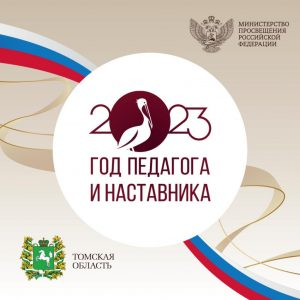 МИНИСТЕРСТВО
ПРОСВЕЩЕНИЯ
РОССИЙСКОЙ
ФЕДЕРАЦИИ
2023
ГОД ПЕДАГОГА
И НАСТАВНИКА
ТОМСКАЯ
ОБЛАСТЬ